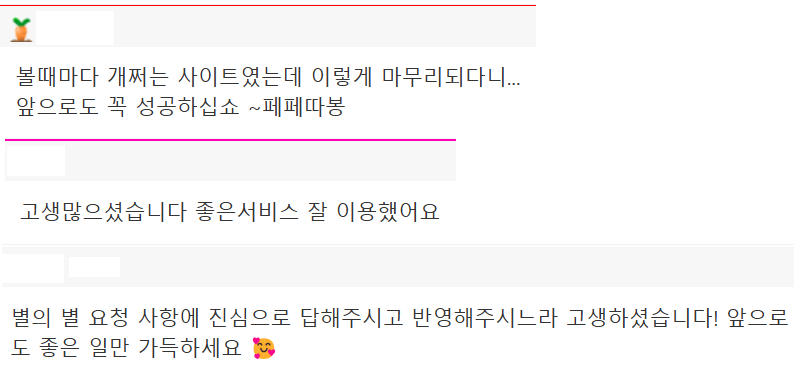 볼때마다 개쩌는 사이트였는데 이렇게 마무리되다니...
앞으로도 꼭 성공하십쇼 ~페페따봉
고생많으셨습니다 좋은서비스 잘 이용했어요
별의 별 요청 사항에 진심으로 답해주시고 반영해주시느라 고생하셨습니다! 앞으로
도 좋은 일만 가득하세요 🥰